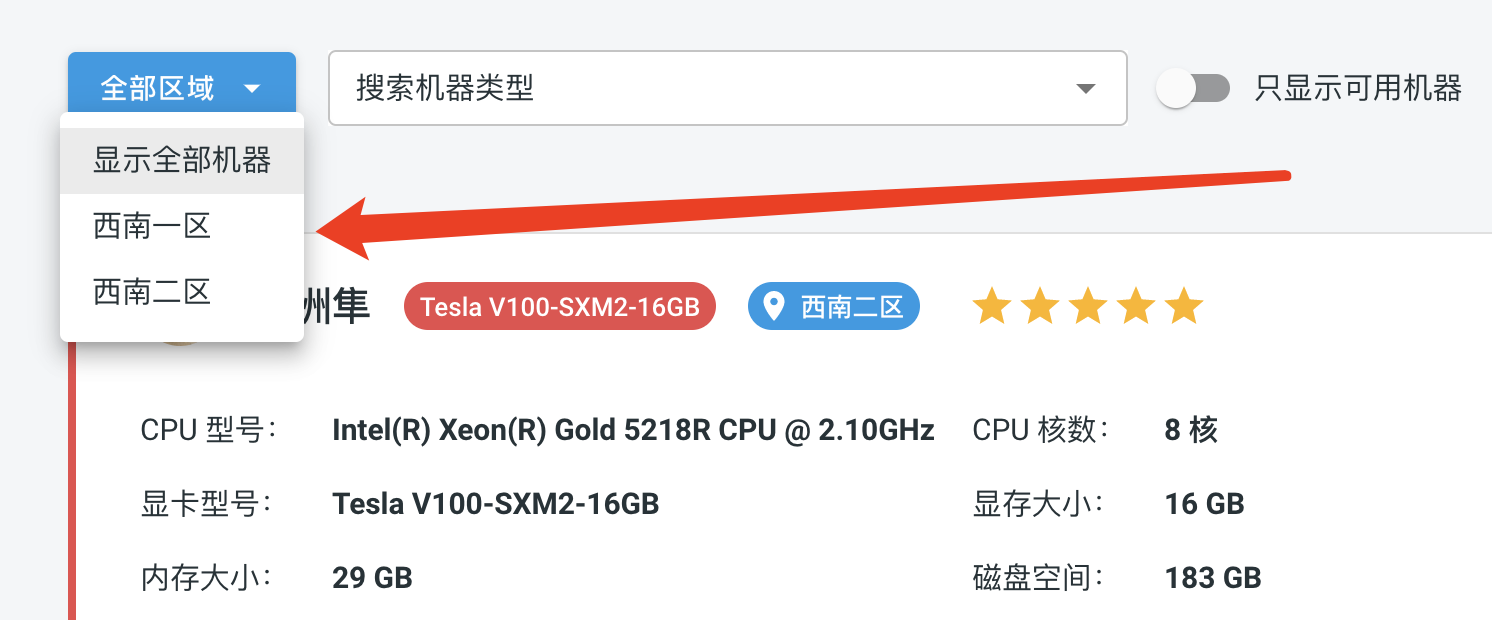 全部区域
搜索机器类型
只显示可用机器
显示全部机器
西南一区
西南二区
洲隼
Tesla V100-SXM2-16GB
西南二区
CPU 型号:
Intel(R) Xeon(R) Gold 5218R CPU @ 2.10GHz
CPU 核数:
8 核
显卡型号:
Tesla V100-SXM2-16GB
显存大小:
16 GB
内存大小:
29 GB
磁盘空间:
183 GB